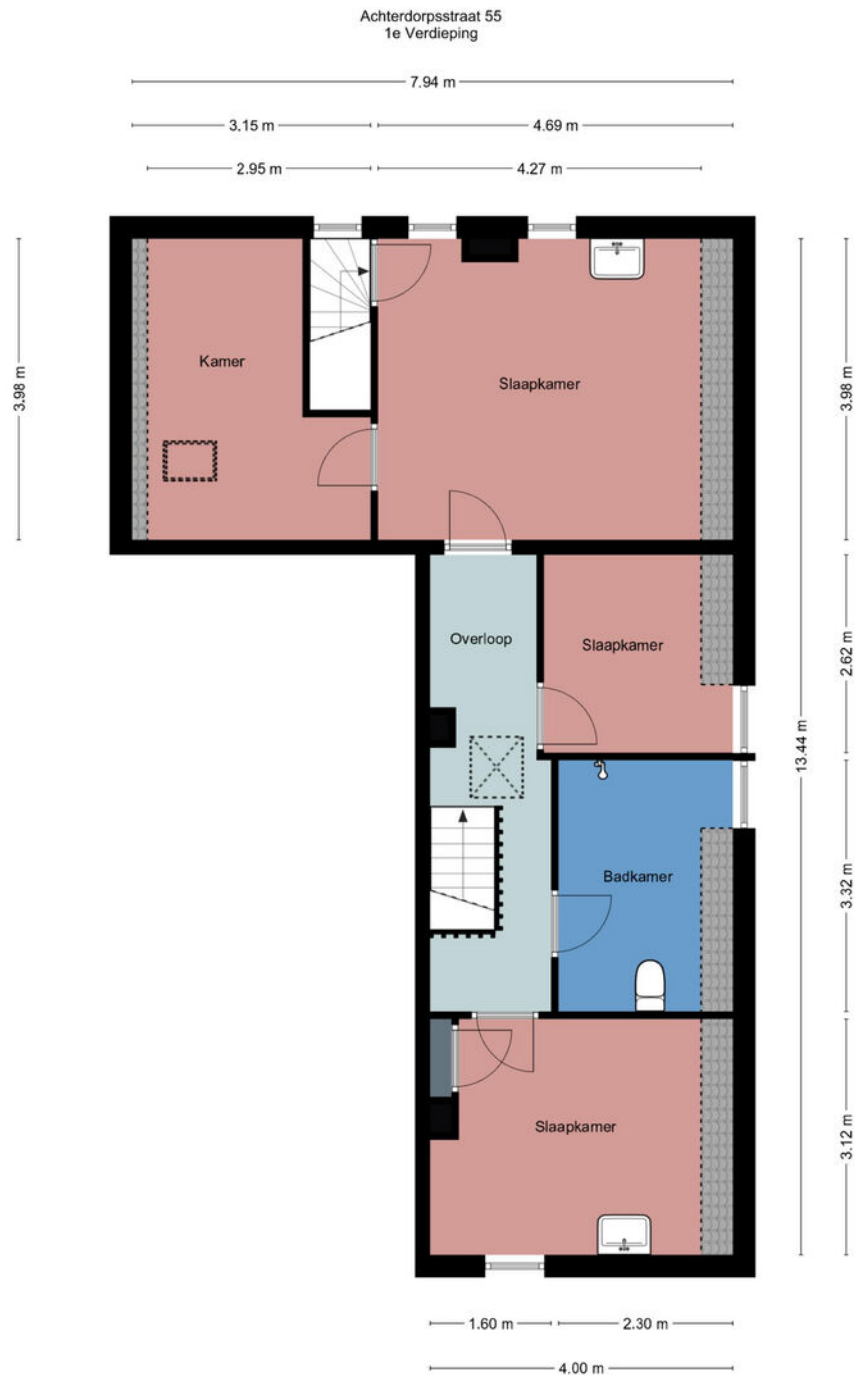 Achterdorpsstraat 55
1e Verdieping
7.94 m
3.15 m
4.69 m
2.95 m
4.27 m
3.98 m
3.98 m
Kamer
Slaapkamer
Overloop
Slaapkamer
2.62 m
13.44 m
Badkamer
3.32 m
Slaapkamer
3.12 m
1.60 m
2.30 m
4.00 m